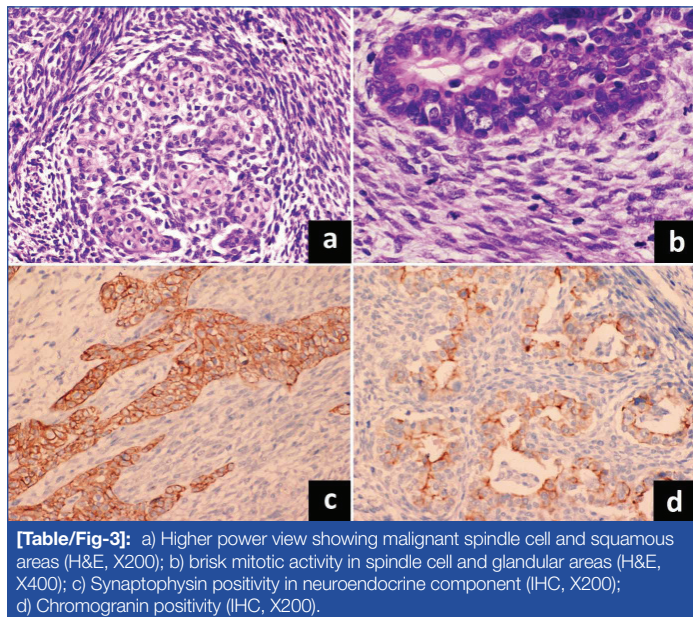 a
b
c
d
[Table/Fig-3]: a) Higher power view showing malignant spindle cell and squamous
areas (H&E, X200); b) brisk mitotic activity in spindle cell and glandular areas (H&E,
X400); c) Synaptophysin positivity in neuroendocrine component (IHC, X200);
d) Chromogranin positivity (IHC, X200).